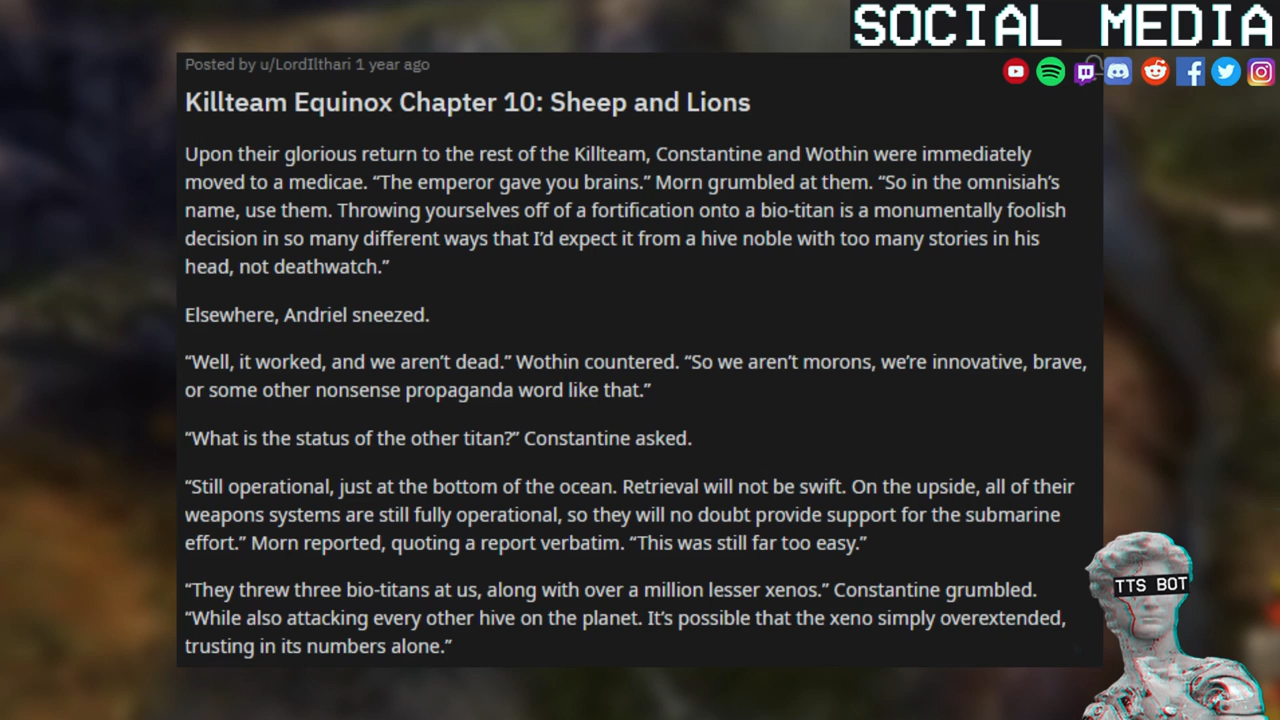 SOCIAL MEDIA
Posted by u/LordIlthari 1 year ago
Killteam Equinox Chapter 10: Sheep and Lions
Upon their glorious return to the rest of the Killteam, Constantine and Wothin were immediately
moved to a medicae. “The emperor gave you brains.” Morn grumbled at them. “So in the omnisiah’s
name, use them. Throwing yourselves off of a fortification onto a bio-titan is a monumentally foolish
decision in so many different ways that I’d expect it from a hive noble with too many stories in his
head, not deathwatch.”
Elsewhere, Andriel sneezed.
“Well, it worked, and we aren’t dead.” Wothin countered. “So we aren’t morons, we’re innovative, brave,
or some other nonsense propaganda word like that.”
“What is the status of the other titan?” Constantine asked.
“Still operational, just at the bottom of the ocean. Retrieval will not be swift. On the upside, all of their
weapons systems are still fully operational, so they will no doubt provide support for the submarine
effort.” Morn reported, quoting a report verbatim. “This was still far too easy.”
“They threw three bio-titans at us, along with over a million lesser xenos.” Constantine grumbled.
“While also attacking every other hive on the planet. It’s possible that the xeno simply overextended,
trusting in its numbers alone.”
TTS BOT